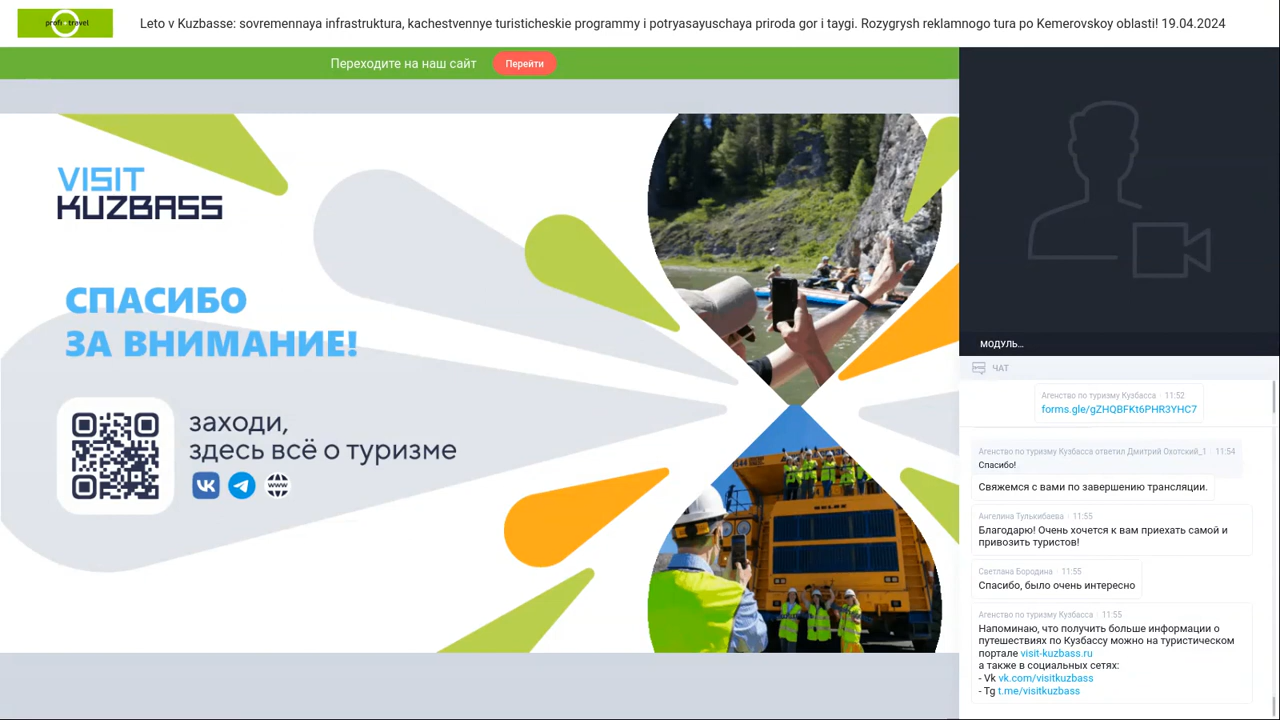 profi travel
Leto v Kuzbasse: sovremennaya infrastruktura, kachestvennye turisticheskie programmy i potryasayuschaya priroda gor i taygi. Rozygrysh reklamnogo tura po Kemerovskoy oblasti! 19.04.2024
Переходите на наш сайт
Перейти
VISIT
KUZBASS
СПАСИБО
ЗА ВНИМАНИЕ!
заходи,
здесь всё о туризме
www
МОДУЛЬ...
ЧАТ
Агенство по туризму Кузбасса · 11:52
forms.gle/gZHQBFKt6PHR3YHC7
Агенство по туризму Кузбасса ответил Дмитрий Охотский_1 · 11:54
Спасибо!
Свяжемся с вами по завершению трансляции.
Ангелина Тулькибаева · 11:55
Благодарю! Очень хочется к вам приехать самой и
привозить туристов!
Светлана Бородина · 11:55
Спасибо, было очень интересно
Агенство по туризму Кузбасса · 11:55
Напоминаю, что получить больше информации о
путешествиях по Кузбассу можно на туристическом
портале visit-kuzbass.ru
а также в социальных сетях:
- Vk vk.com/visitkuzbass
- Tg t.me/visitkuzbass